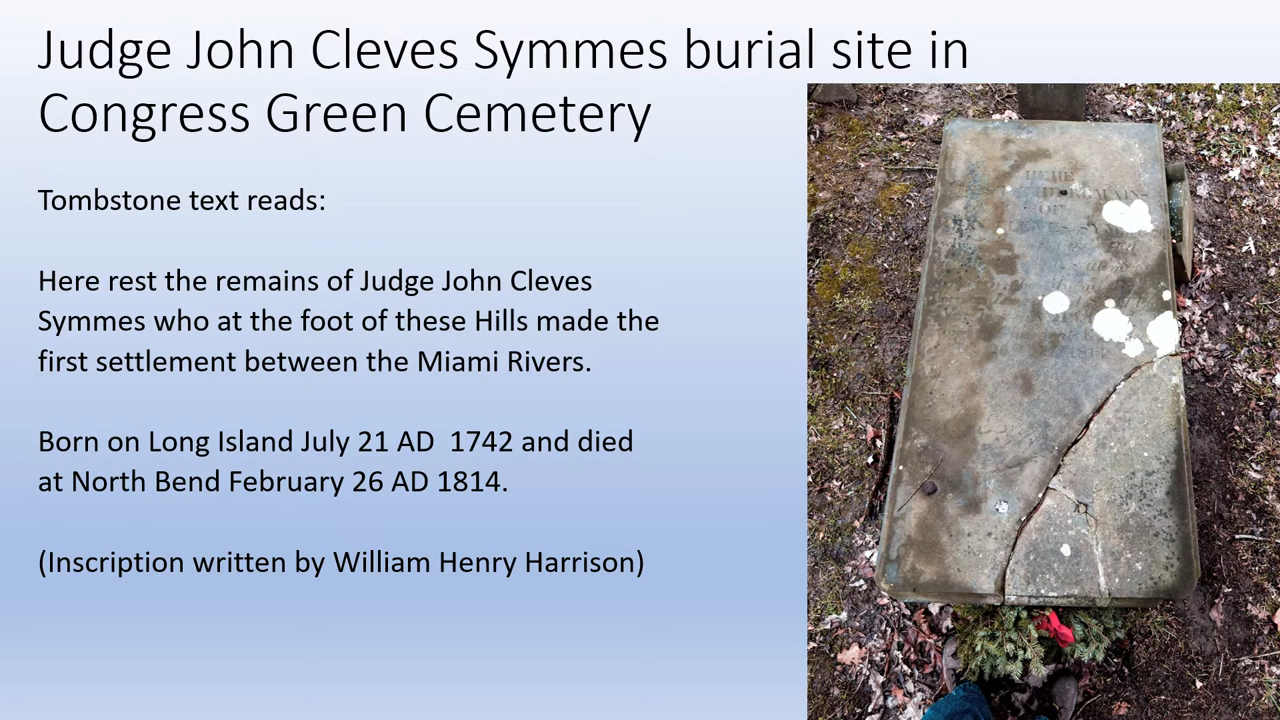 Judge John Cleves Symmes burial site in
Congress Green Cemetery
Tombstone text reads:
Here rest the remains of Judge John Cleves
Symmes who at the foot of these Hills made the
first settlement between the Miami Rivers.
Born on Long Island July 21 AD  1742 and died
at North Bend February 26 AD 1814.
(Inscription written by William Henry Harrison)
HERE
REMAINS
OF